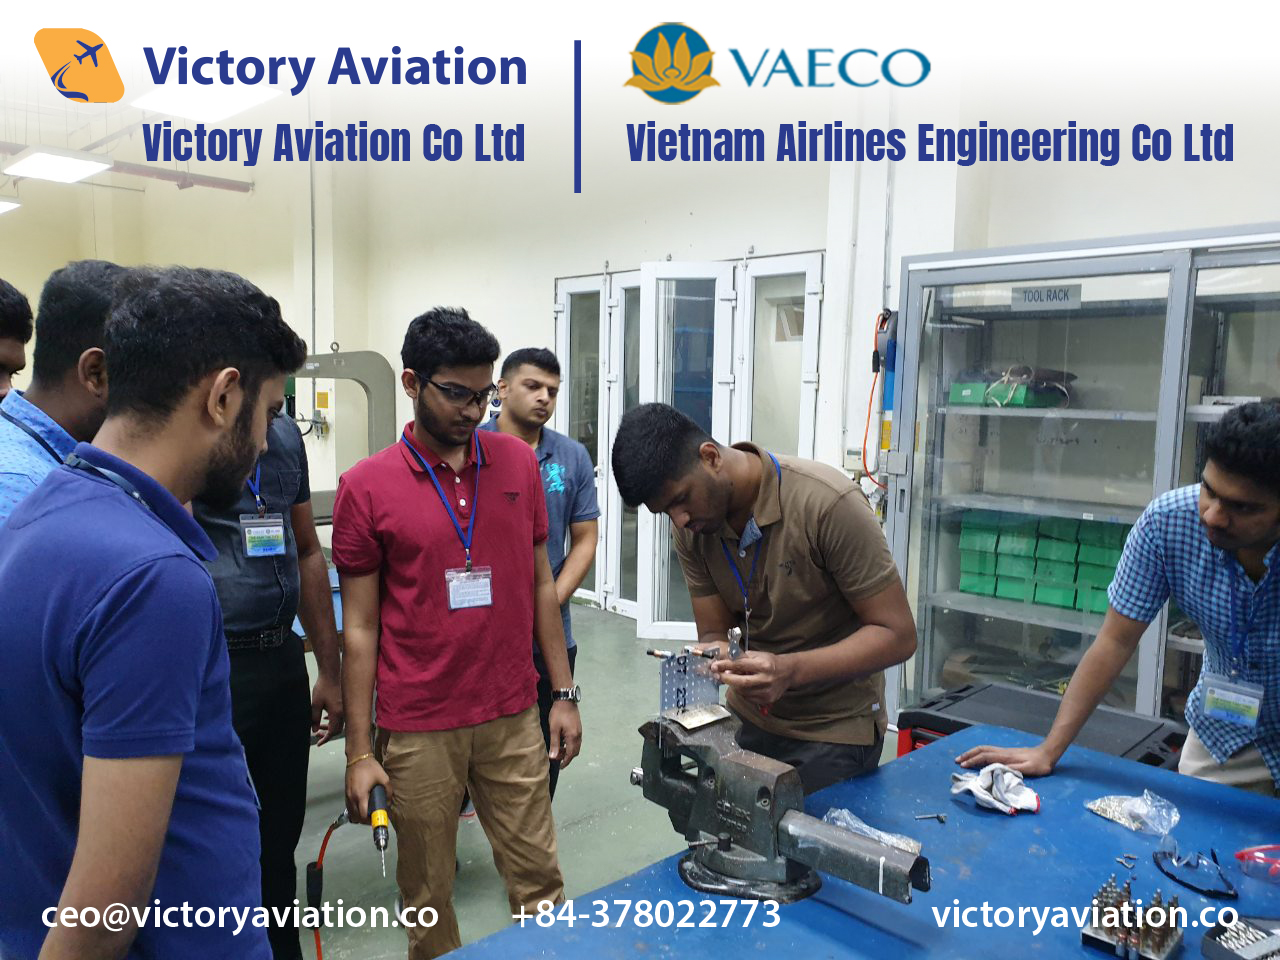 Victory Aviation
Victory Aviation Co Ltd
VAECO
Vietnam Airlines Engineering Co Ltd
TOOL RACK
ceo@victoryaviation.co
+84-378022773
victoryaviation.co